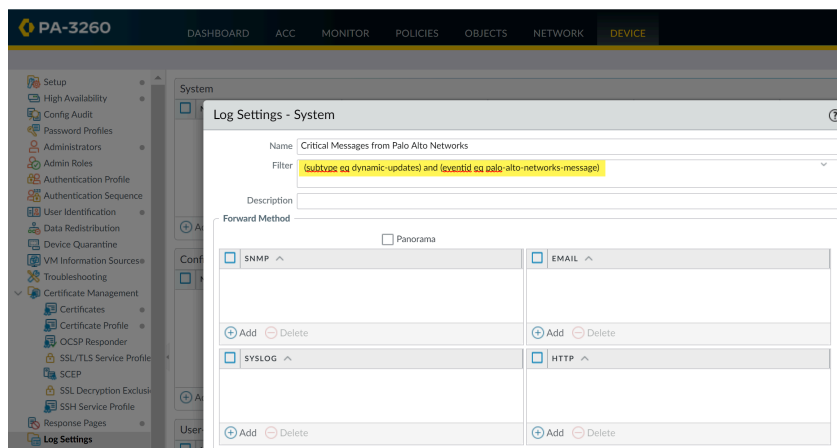 PA-3260
DASHBOARD ACC MONITOR POLICIES OBJECTS NETWORK DEVICE
Setup
High Availability
Config Audit
Password Profiles
Administrators
Admin Roles
Authentication Profile
Authentication Sequence
User Identification
Data Redistribution
Device Quarantine
VM Information Sources
Troubleshooting
Certificate Management
Certificates
Certificate Profile
OCSP Responder
SSL/TLS Service Profile
SCEP
SSL Decryption Exclusi
SSH Service Profile
Response Pages
Log Settings
System
Log Settings - System
Name Critical Messages from Palo Alto Networks
Filter (subtype eq dynamic-updates) and (eventid eq palo-alto-networks-message)
Description
Forward Method
Panorama
SNMP
EMAIL
Add Delete
Add Delete
SYSLOG
HTTP
Add Delete
Add Delete
Conf
User-